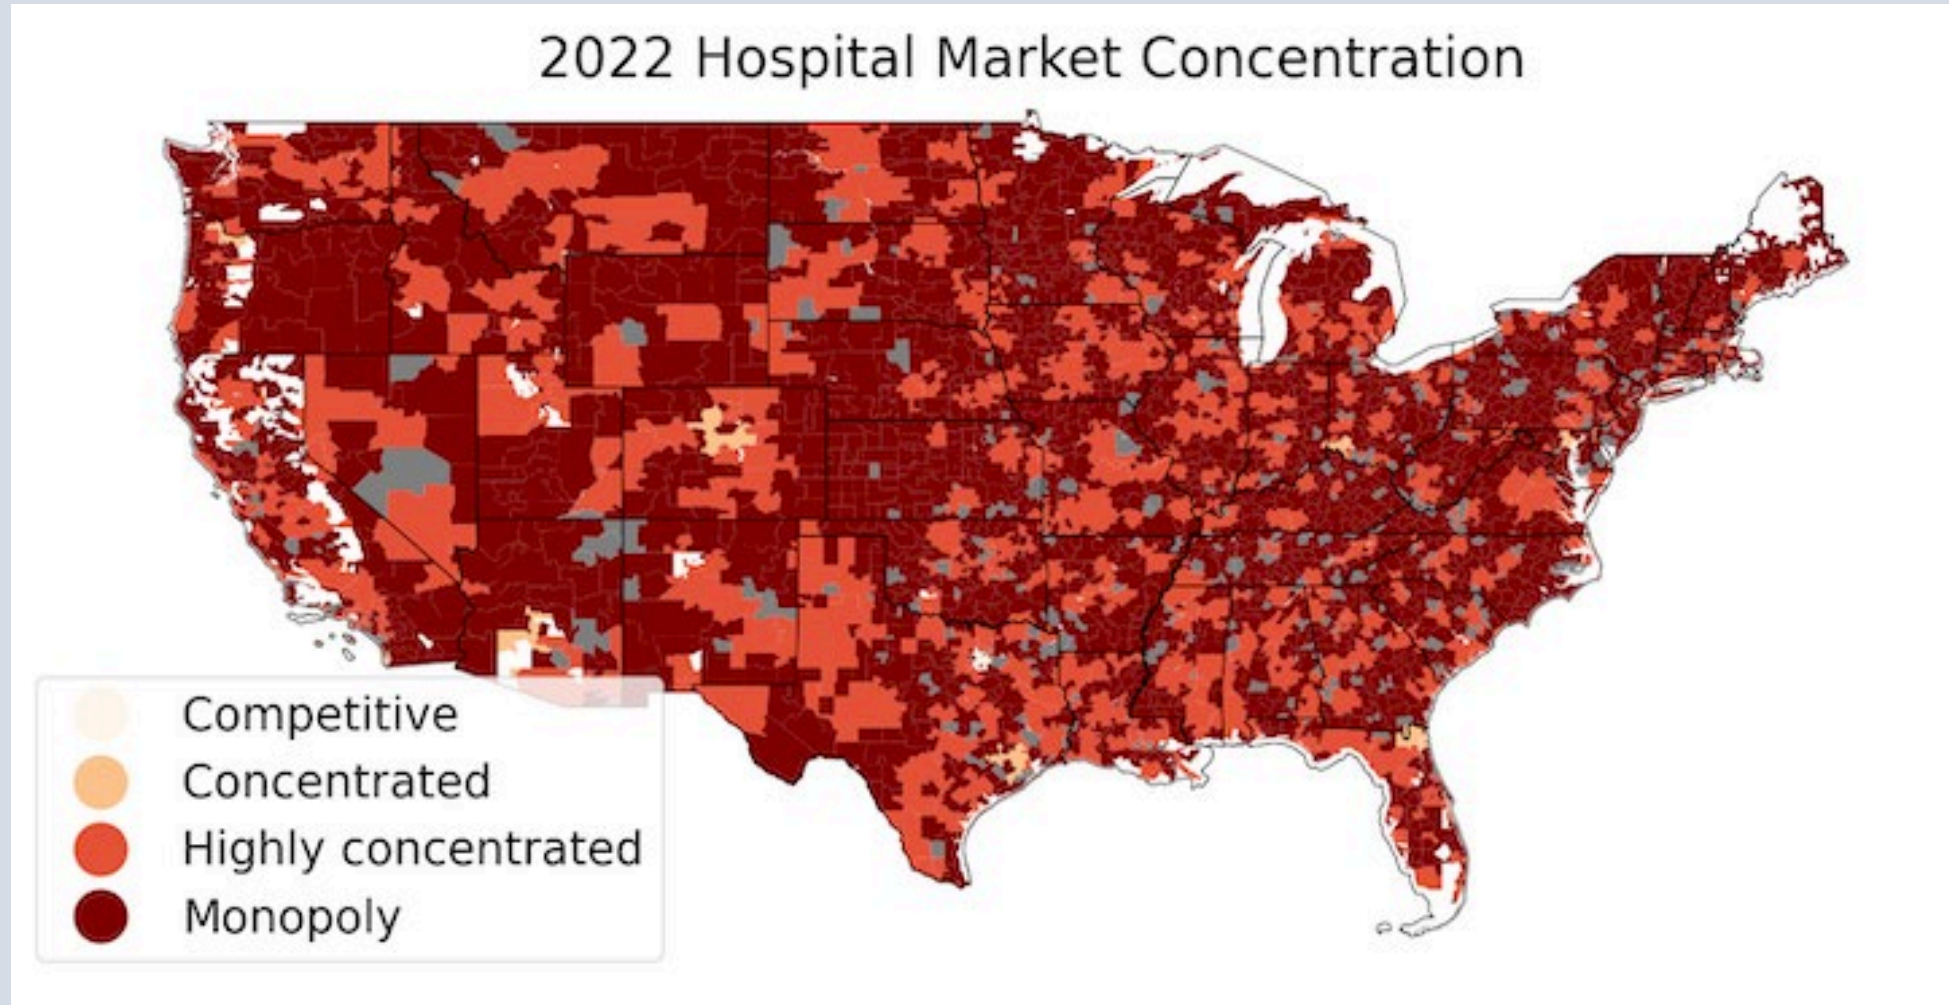 2022 Hospital Market Concentration
Competitive
Concentrated
Highly concentrated
Monopoly